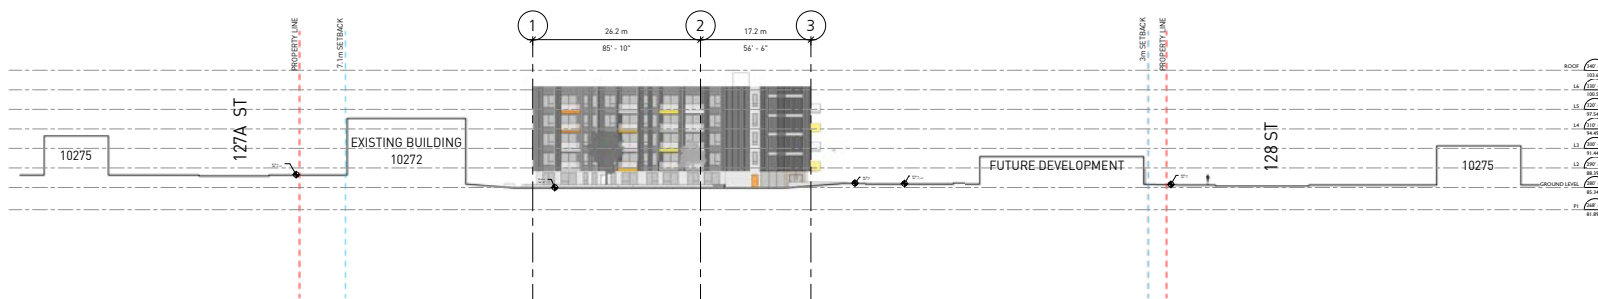 1
2
3
26.2 m
17.2 m
85' - 10"
56' - 6"
PROPERTY LINE
7.1m SETBACK
3m SETBACK
PROPERTY LINE
ROOF
L6
L5
L4
L3
L2
GROUND LEVEL
P1
127A ST
10275
EXISTING BUILDING
10272
FUTURE DEVELOPMENT
128 ST
10275